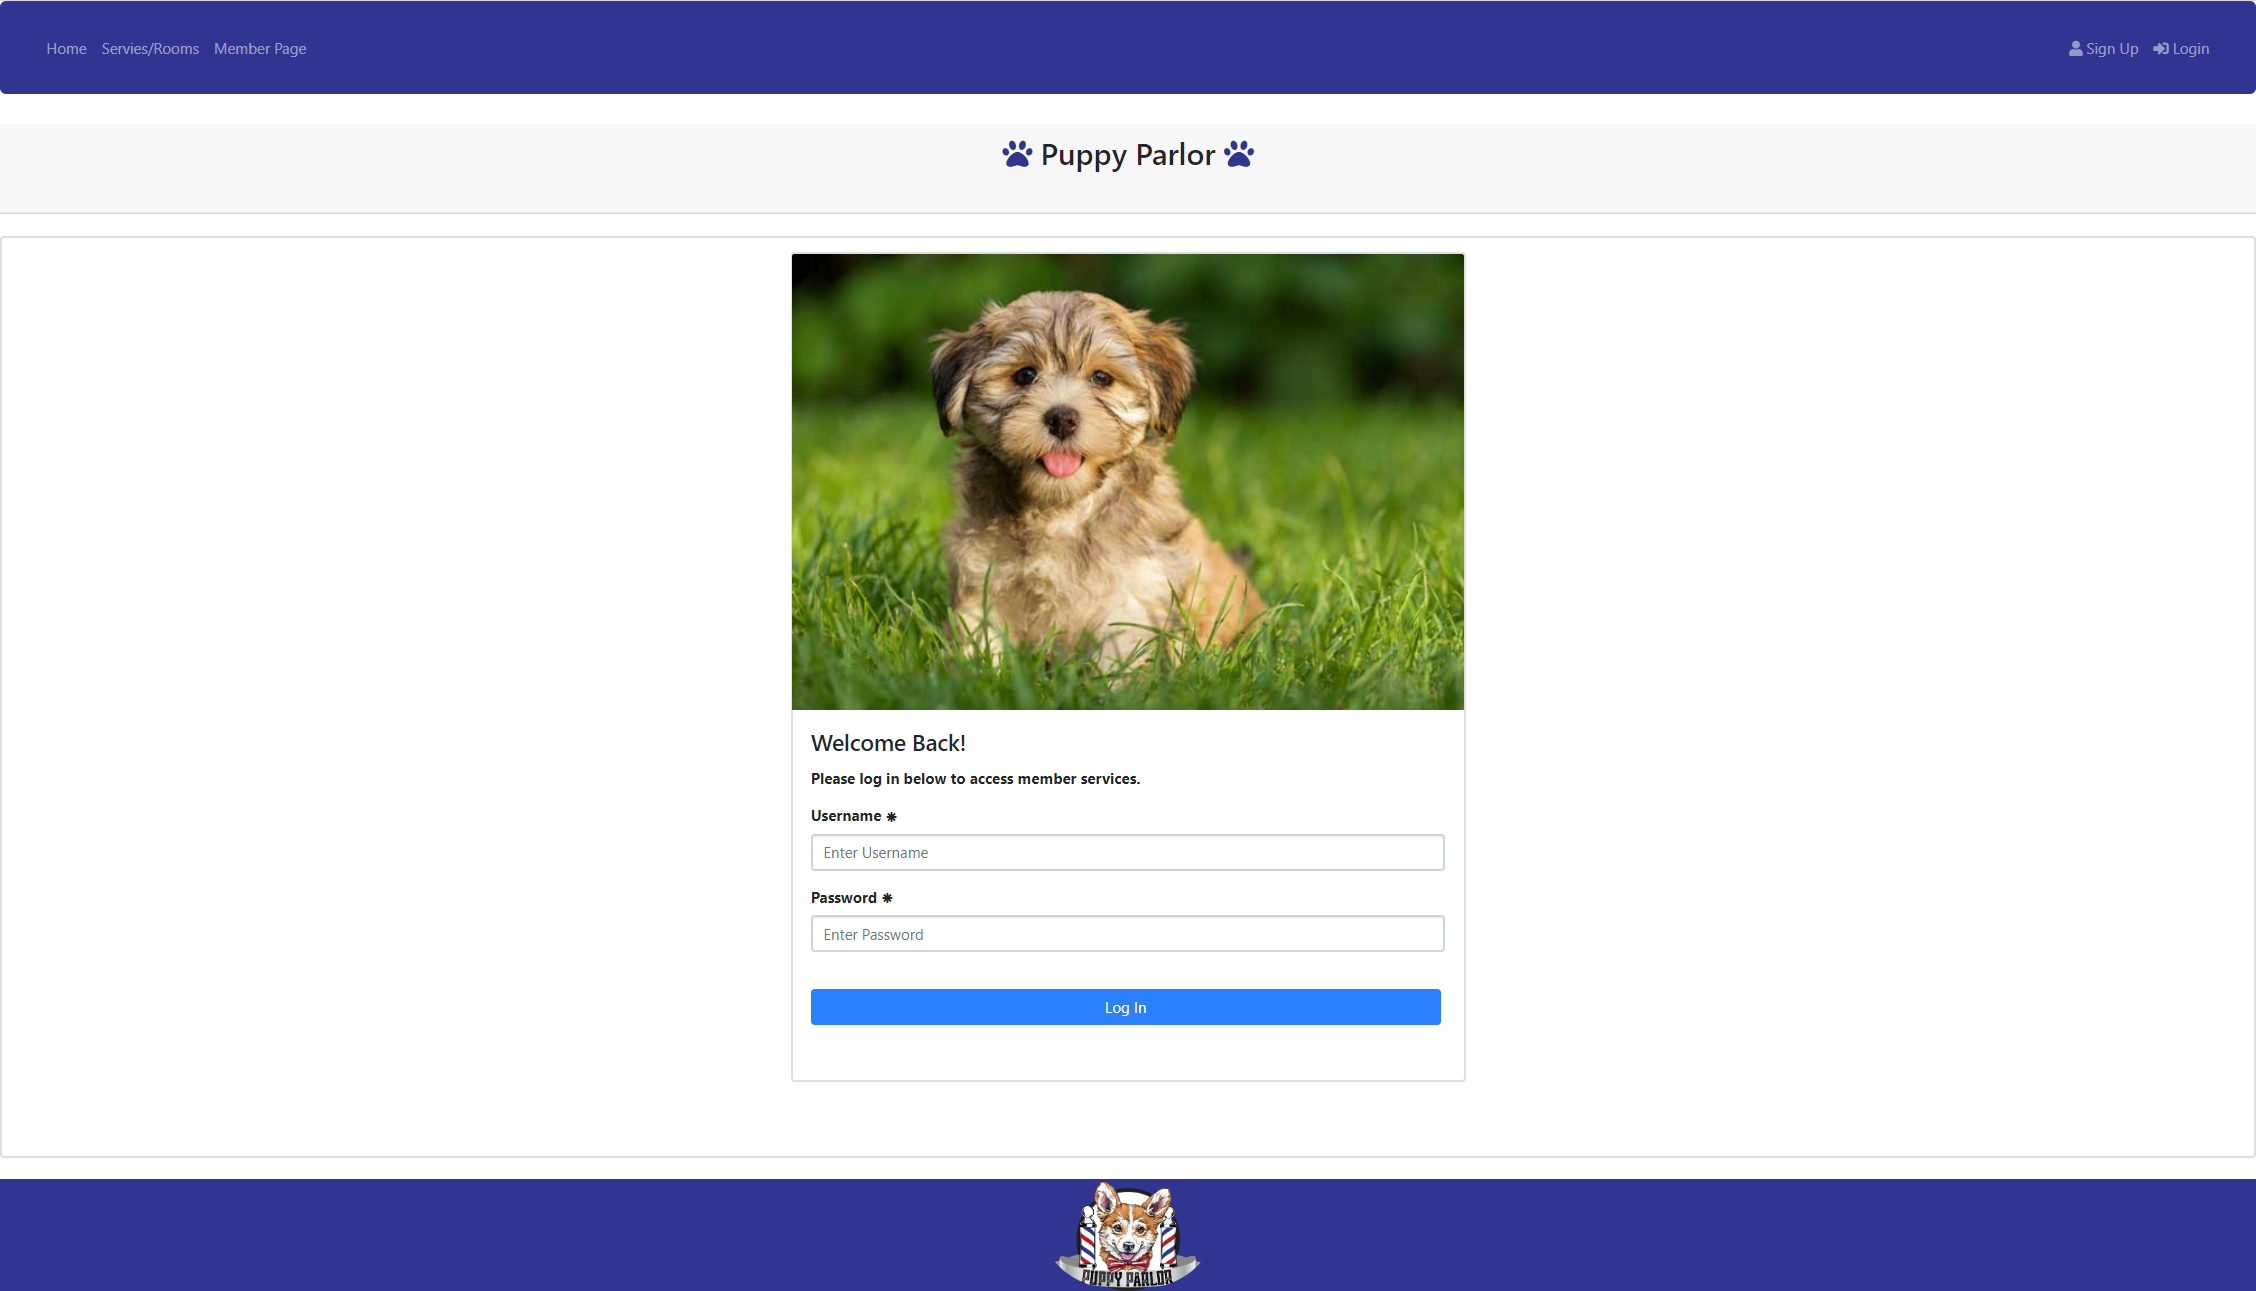 Home Servies/Rooms Member Page Sign Up Login
Puppy Parlor
Welcome Back!
Please log in below to access member services.
Username *
Enter Username
Password *
Enter Password
Log In
PUPPY PARLOR